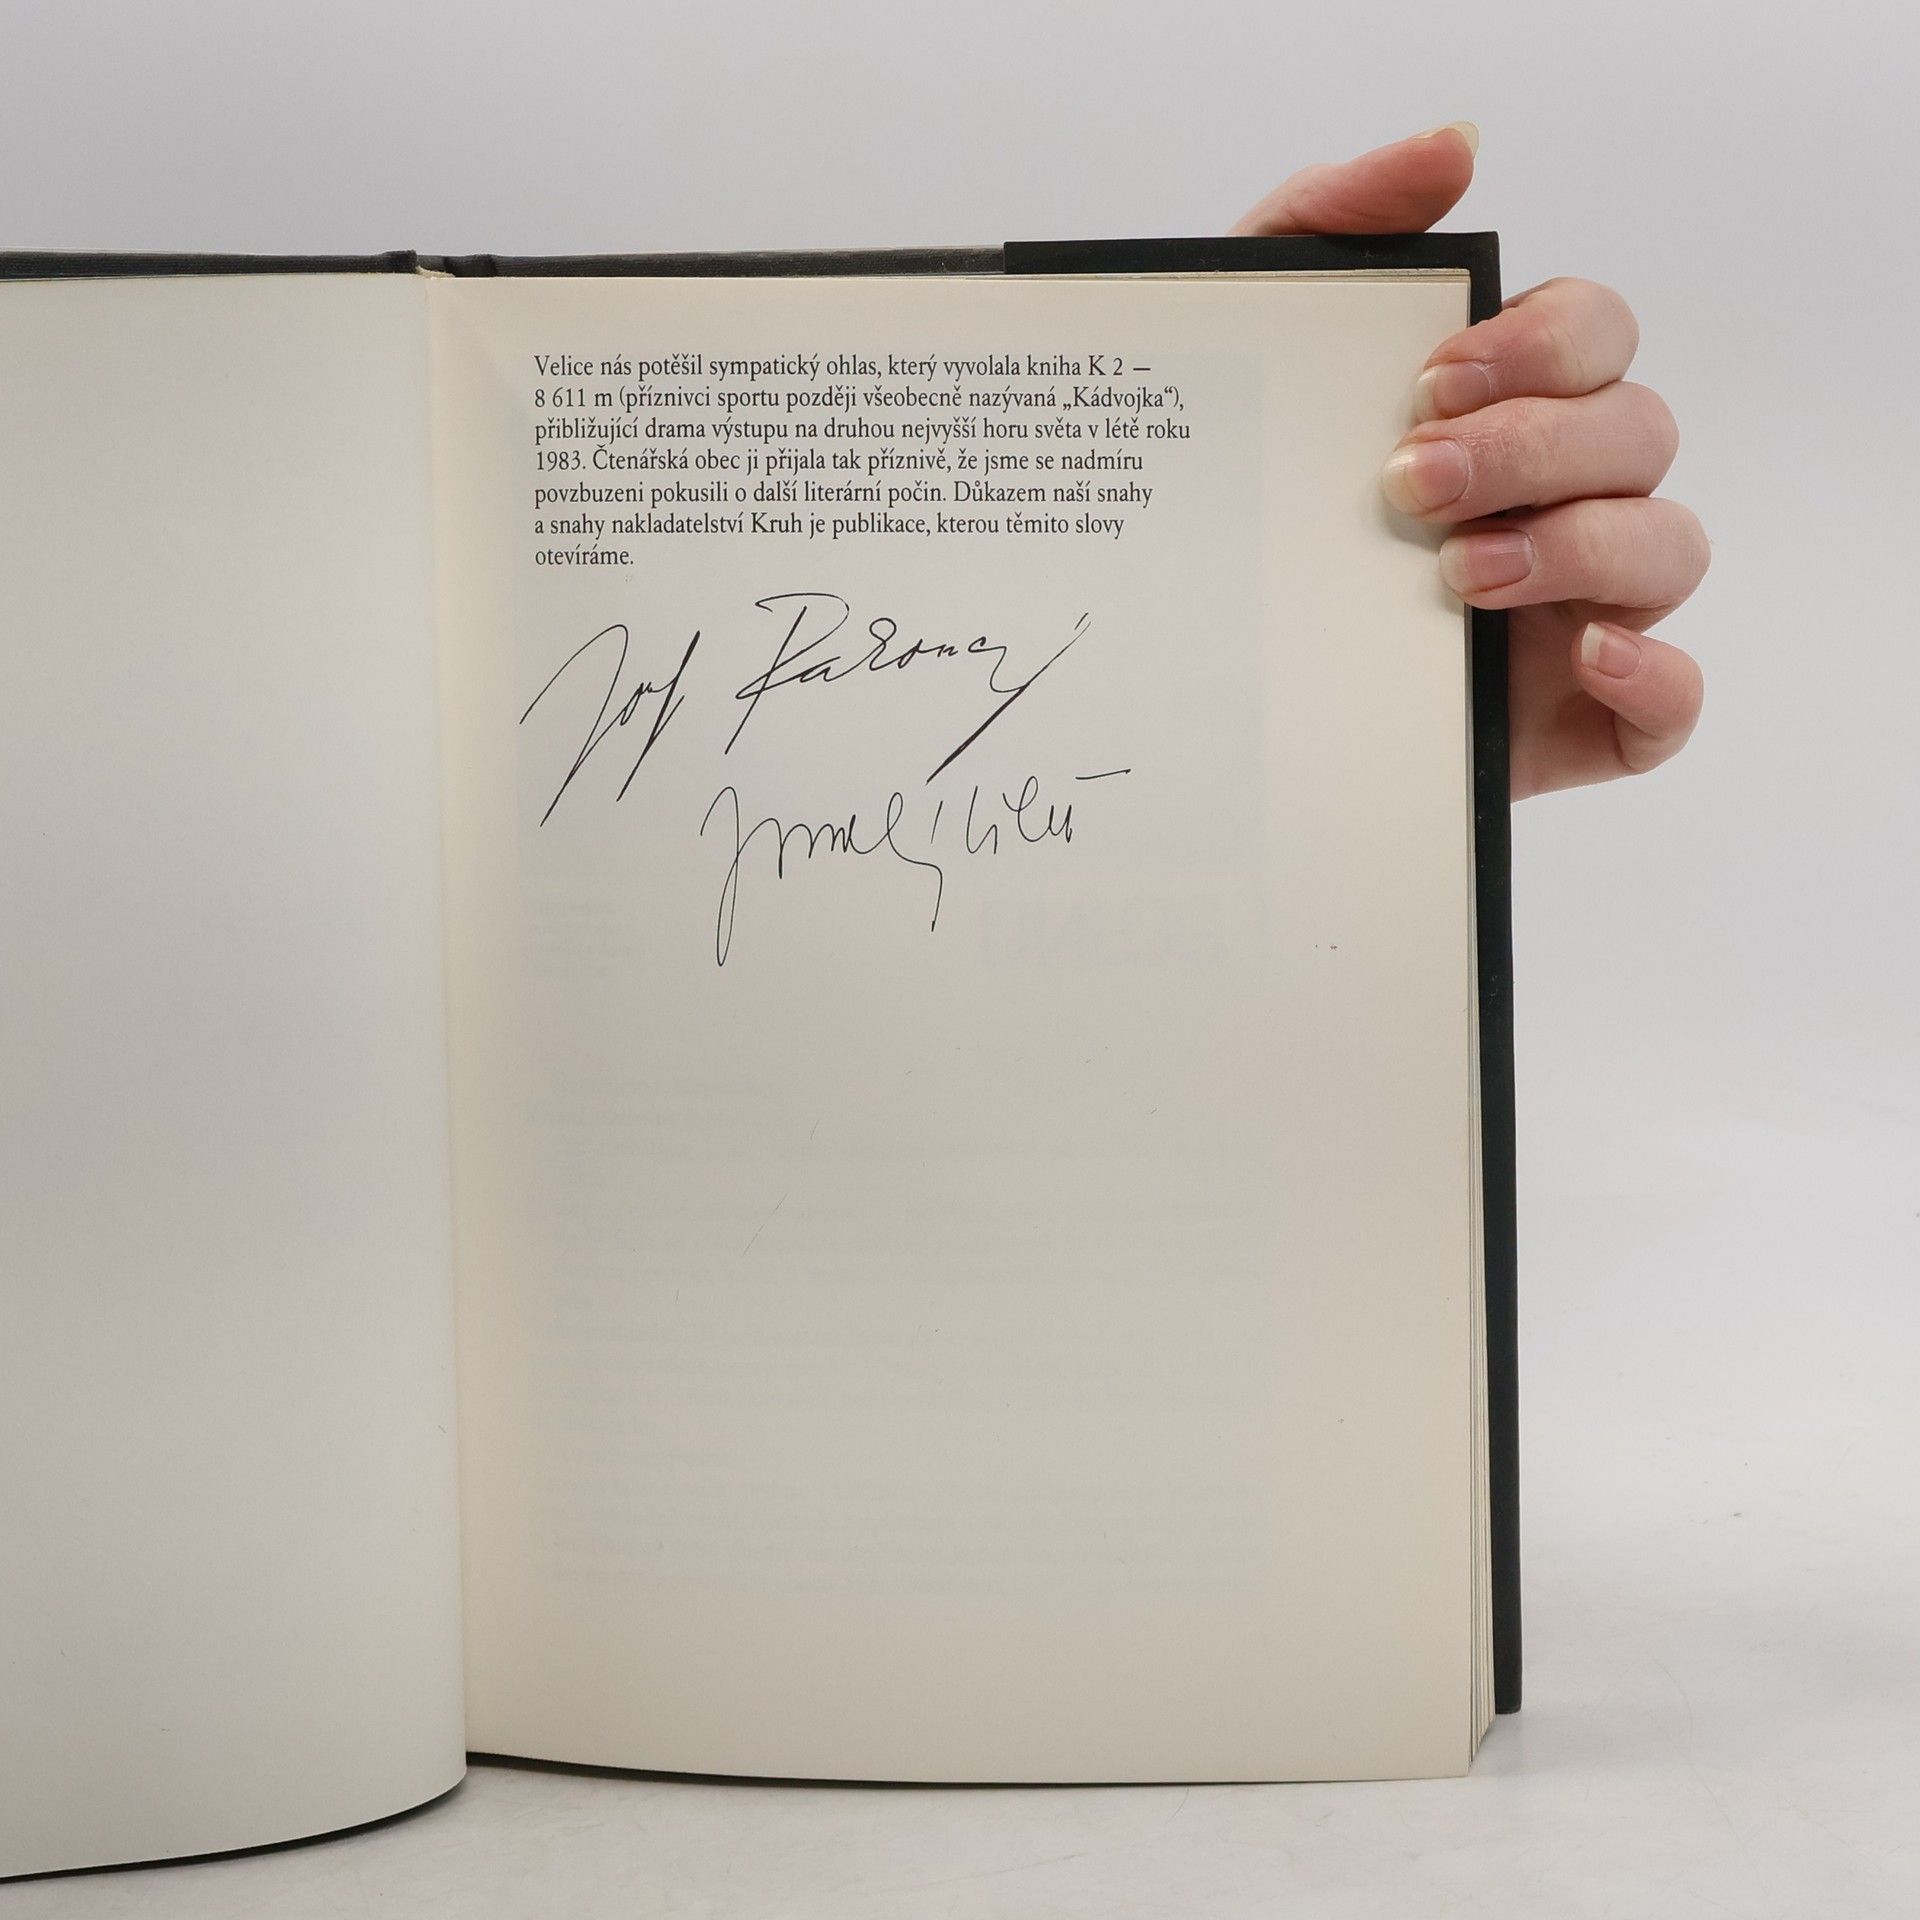 Velice nás potěšil sympatický ohlas, který vyvolala kniha K 2 —
8 611 m (příznivci sportu později všeobecně nazývaná „Kádvojka“),
přibližující drama výstupu na druhou nejvyšší horu světa v létě roku
1983. Čtenářská obec ji přijala tak příznivě, že jsme se nadmíru
povzbuzeni pokusili o další literární počin. Důkazem naší snahy
a snahy nakladatelství Kruh je publikace, kterou těmito slovy
otevíráme.
Josef Rakoncaj